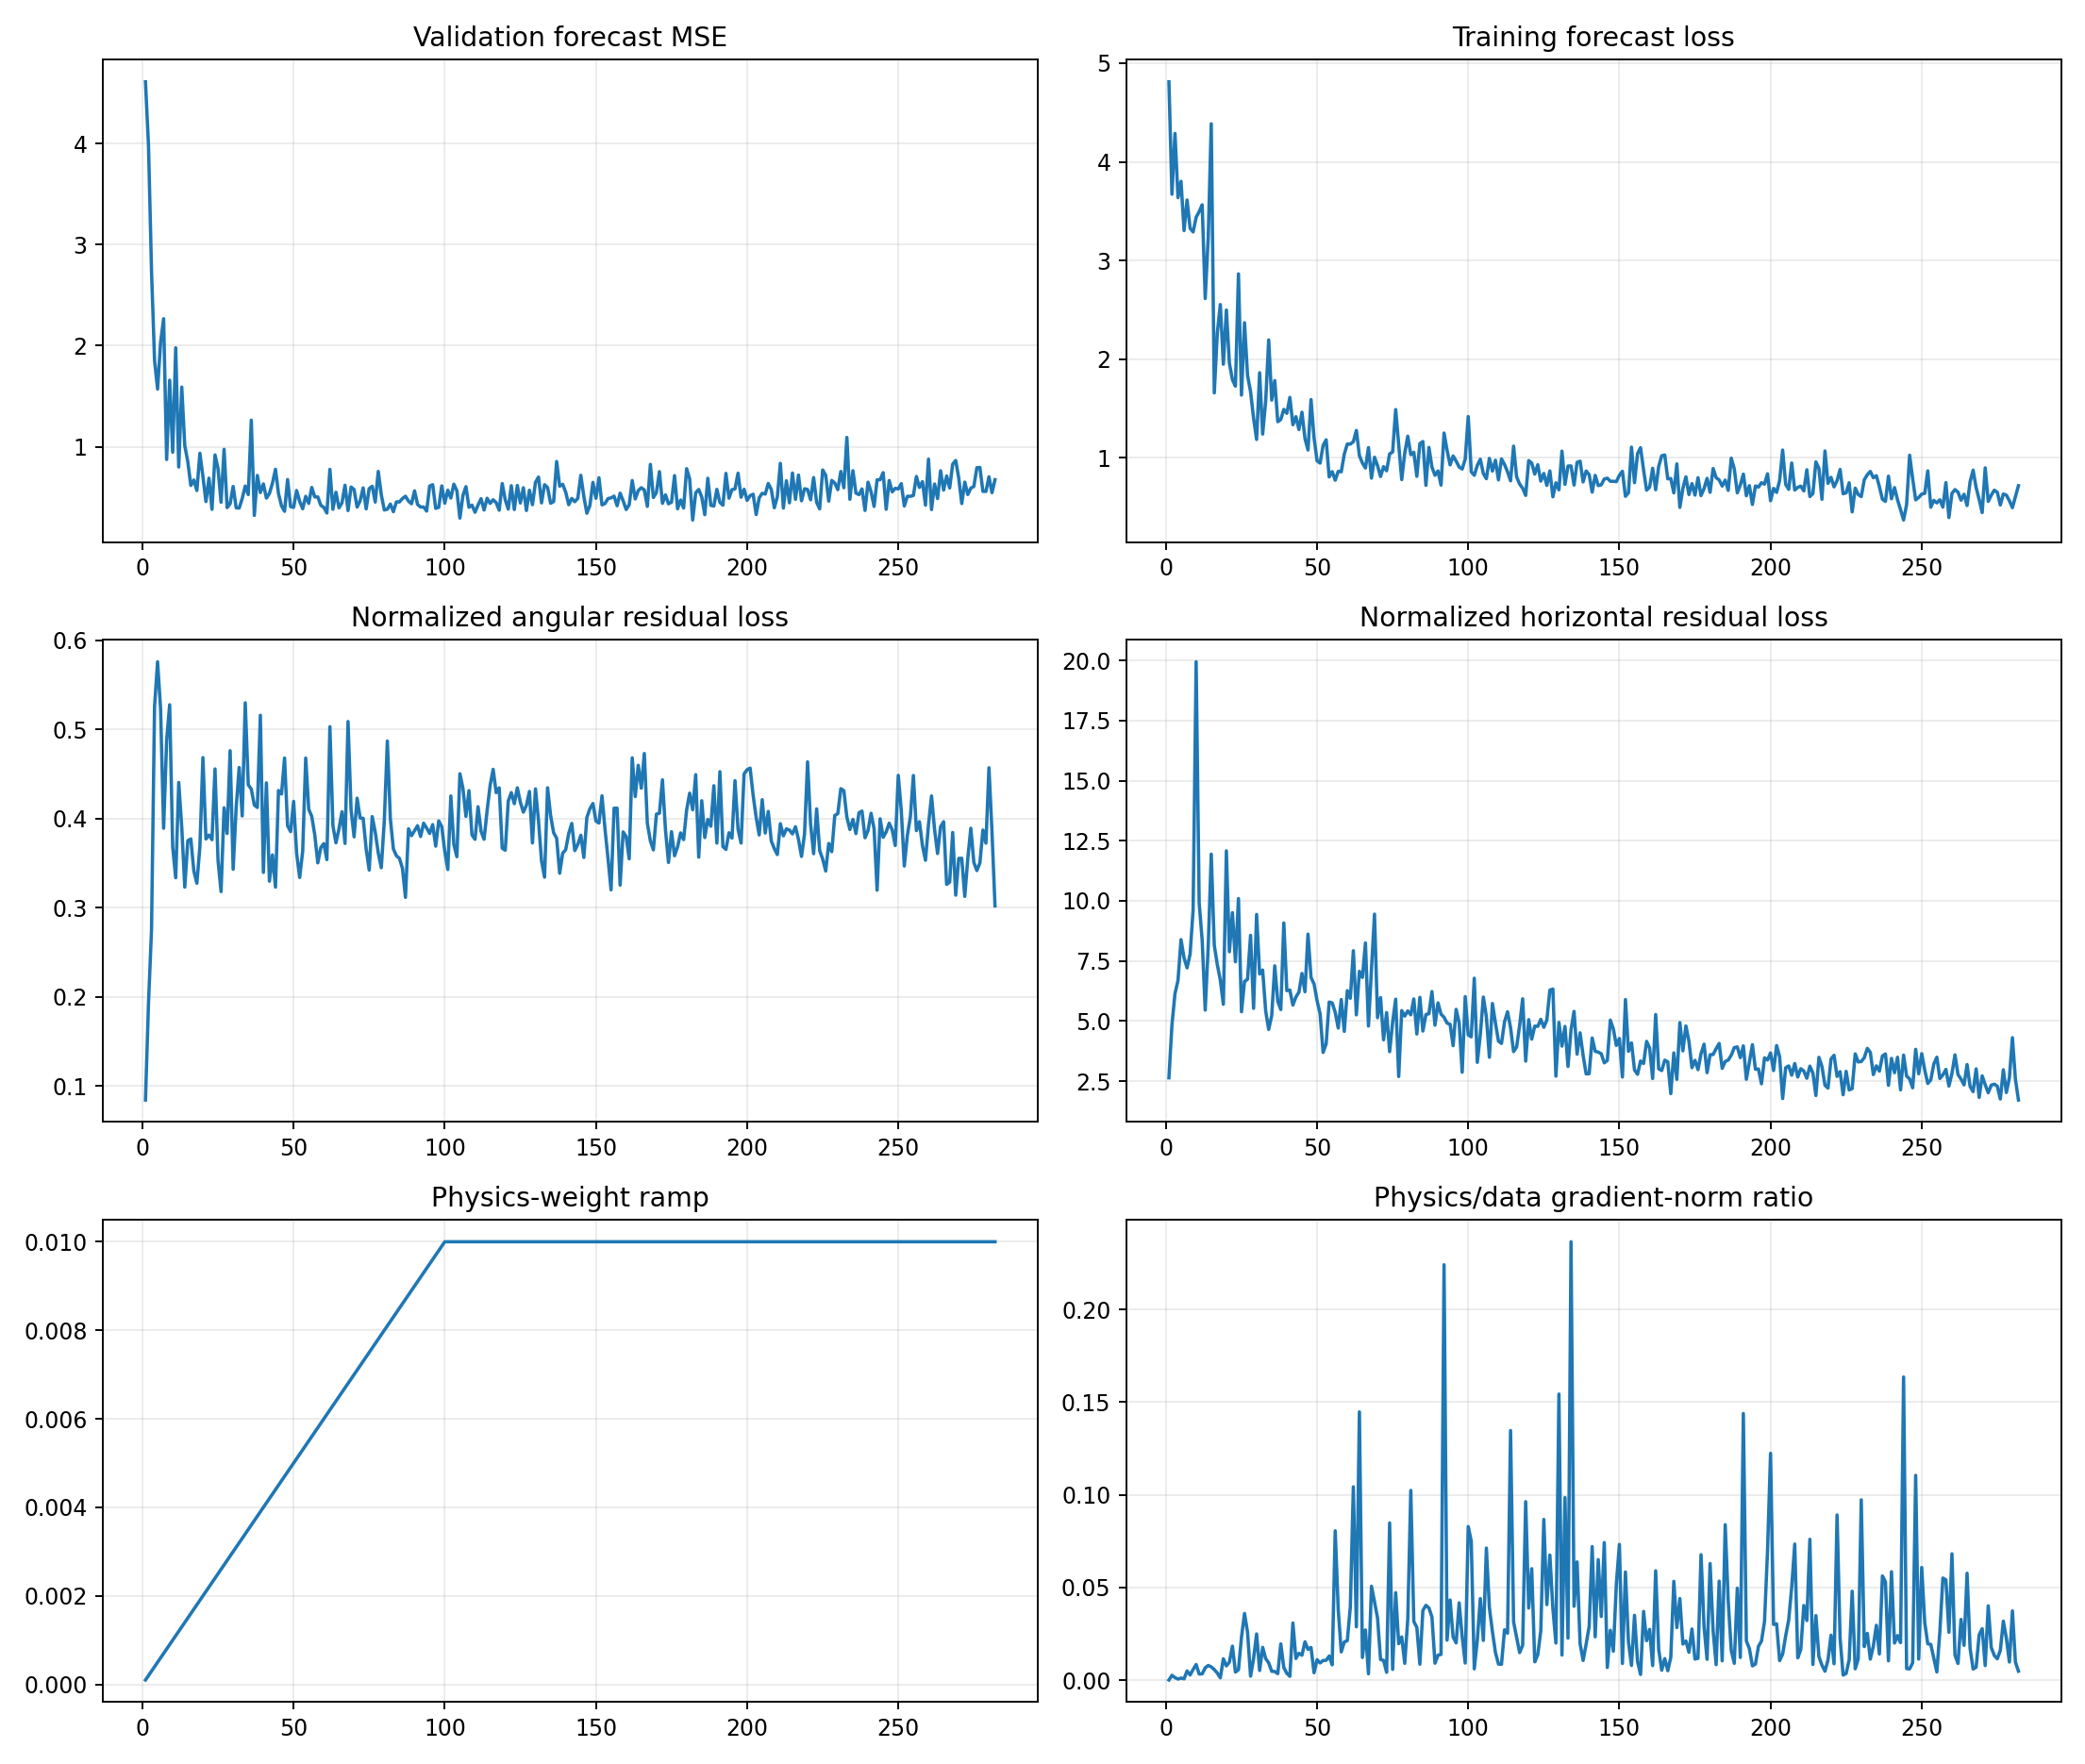 Validation forecast MSE
4
3
2
1
0 50 100 150 200 250
Training forecast loss
5
4
3
2
1
0 50 100 150 200 250
Normalized angular residual loss
0.6
0.5
0.4
0.3
0.2
0.1
0 50 100 150 200 250
Normalized horizontal residual loss
20.0
17.5
15.0
12.5
10.0
7.5
5.0
2.5
0 50 100 150 200 250
Physics-weight ramp
0.010
0.008
0.006
0.004
0.002
0.000
0 50 100 150 200 250
Physics/data gradient-norm ratio
0.20
0.15
0.10
0.05
0.00
0 50 100 150 200 250